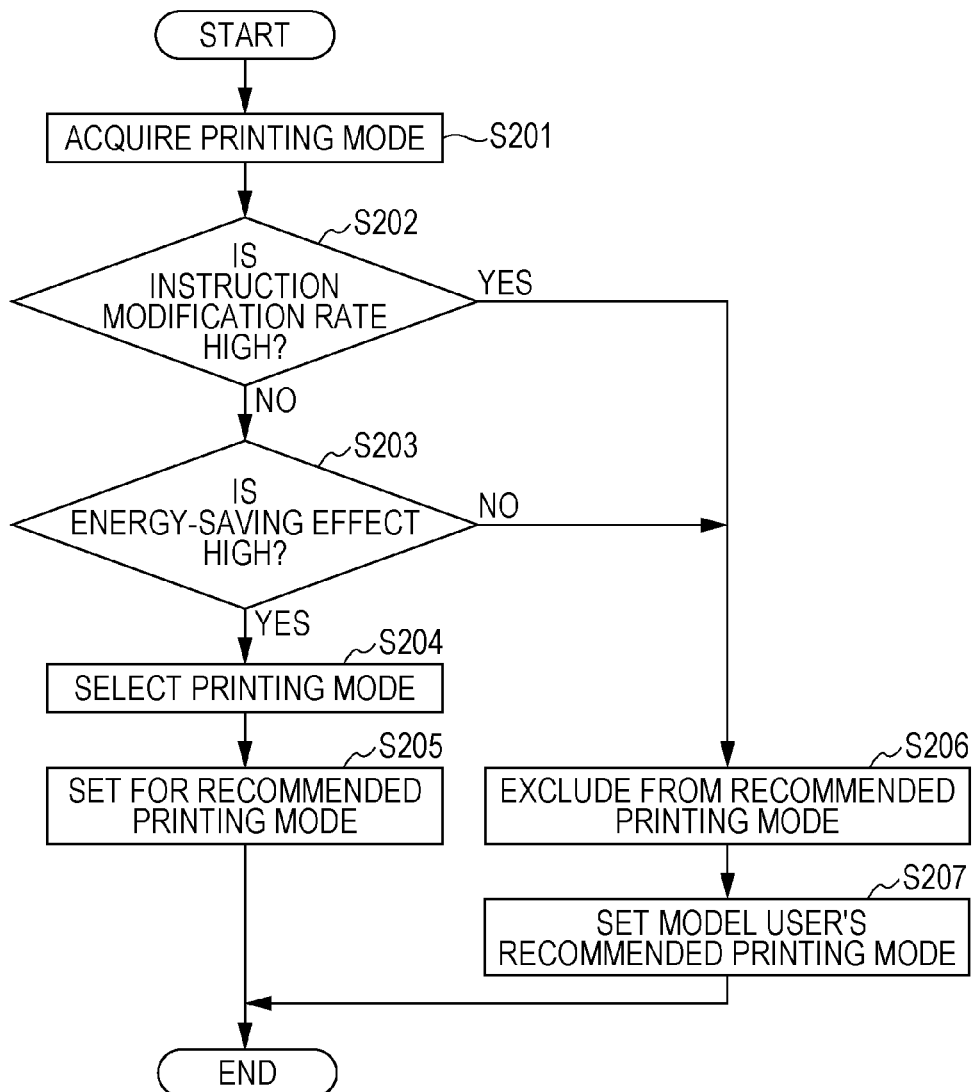 START
ACQUIRE PRINTING MODE
S201
S202
IS
INSTRUCTION
MODIFICATION RATE
HIGH?
YES
NO
S203
IS
ENERGY-SAVING EFFECT
HIGH?
NO
YES
S204
SELECT PRINTING MODE
S205
SET FOR RECOMMENDED
PRINTING MODE
S206
EXCLUDE FROM RECOMMENDED
PRINTING MODE
S207
SET MODEL USER'S
RECOMMENDED PRINTING MODE
END